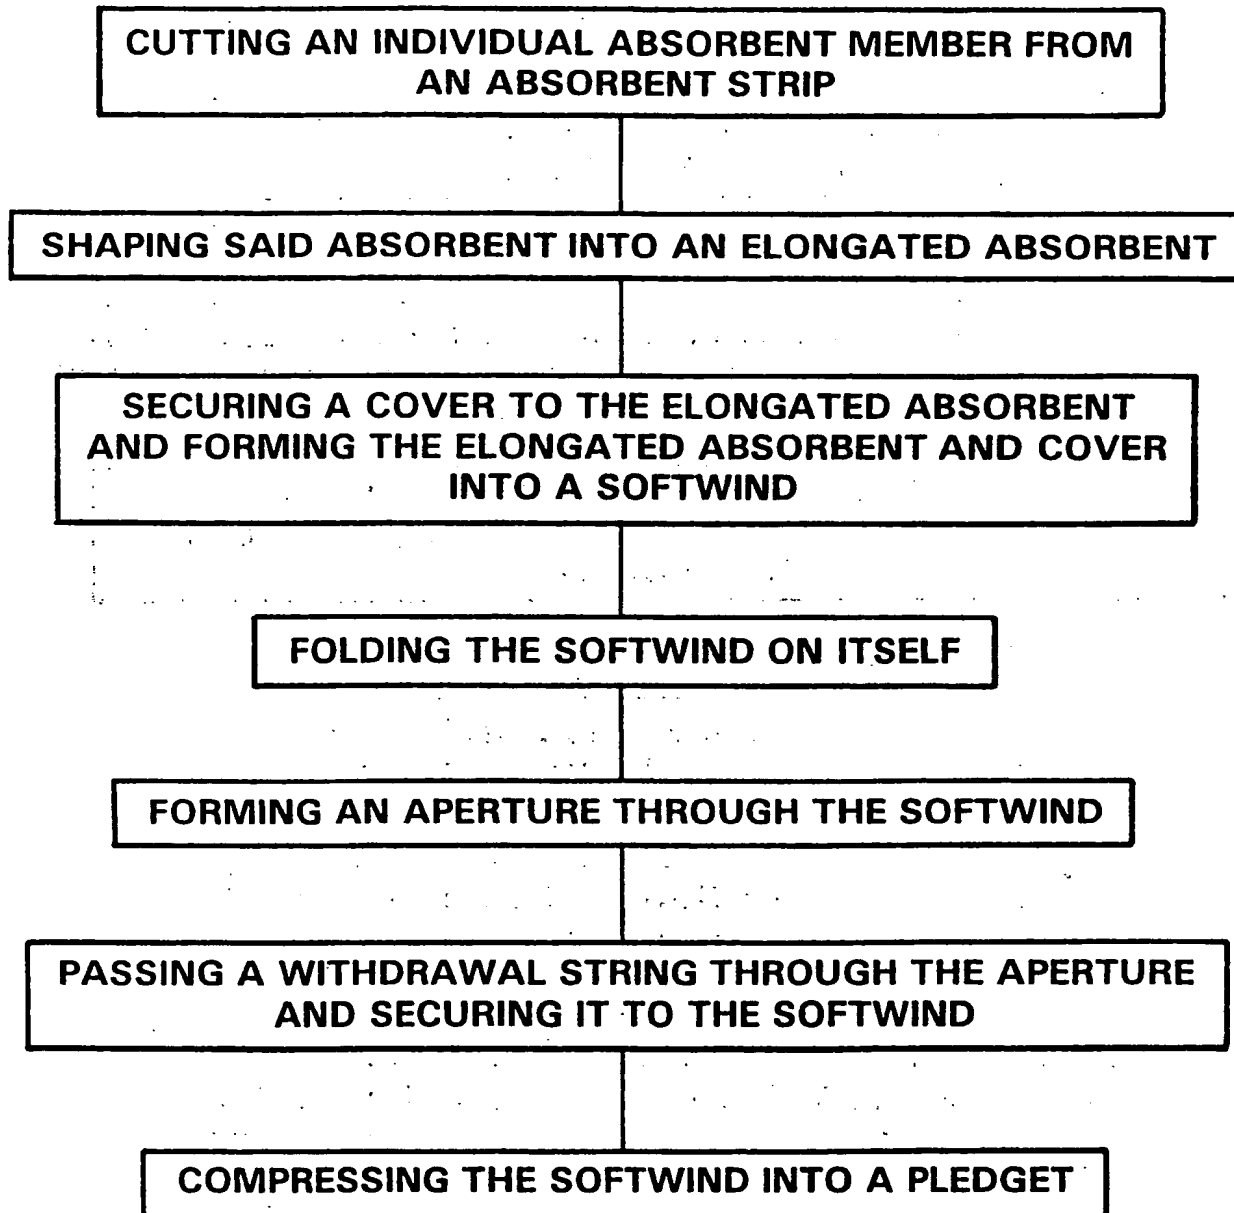 CUTTING AN INDIVIDUAL ABSORBENT MEMBER FROM
AN ABSORBENT STRIP
SHAPING SAID ABSORBENT INTO AN ELONGATED ABSORBENT
SECURING A COVER TO THE ELONGATED ABSORBENT
AND FORMING THE ELONGATED ABSORBENT AND COVER
INTO A SOFTWIND
FOLDING THE SOFTWIND ON ITSELF
FORMING AN APERTURE THROUGH THE SOFTWIND
PASSING A WITHDRAWAL STRING THROUGH THE APERTURE
AND SECURING IT TO THE SOFTWIND
COMPRESSING THE SOFTWIND INTO A PLEDGET